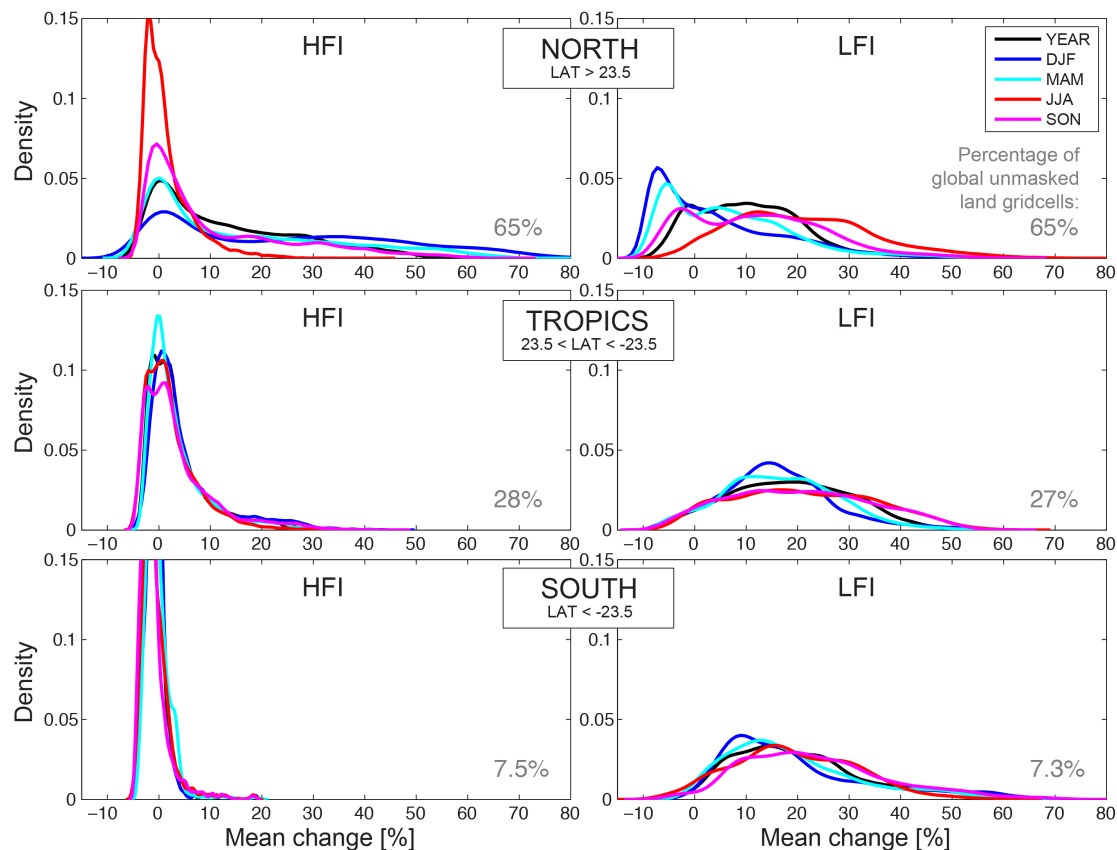 HFI
NORTH
LAT > 23.5
LFI
YEAR
DJF
MAM
JJA
SON
Percentage of
global unmasked
land gridcells:
65%
65%
Density
0.15
0.1
0.05
0
−10 0 10 20 30 40 50 60 70 80
0.15
0.1
0.05
0
−10 0 10 20 30 40 50 60 70 80
HFI
TROPICS
23.5 < LAT < -23.5
LFI
28%
27%
Density
0.15
0.1
0.05
0
−10 0 10 20 30 40 50 60 70 80
0.15
0.1
0.05
0
−10 0 10 20 30 40 50 60 70 80
HFI
SOUTH
LAT < -23.5
LFI
7.5%
7.3%
Density
0.15
0.1
0.05
0
−10 0 10 20 30 40 50 60 70 80
Mean change [%]
0.15
0.1
0.05
0
−10 0 10 20 30 40 50 60 70 80
Mean change [%]